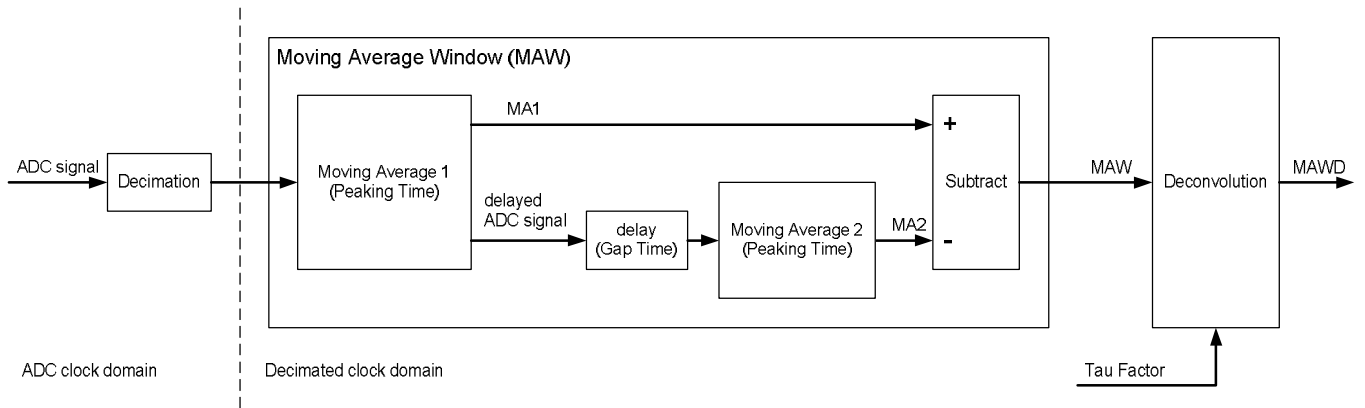 Moving Average Window (MAW)
MA1
+
ADC signal
Decimation
Moving Average 1
(Peaking Time)
Subtract
MAW
Deconvolution
MAWD
delayed
ADC signal
delay
(Gap Time)
Moving Average 2
(Peaking Time)
MA2
-
ADC clock domain
Decimated clock domain
Tau Factor